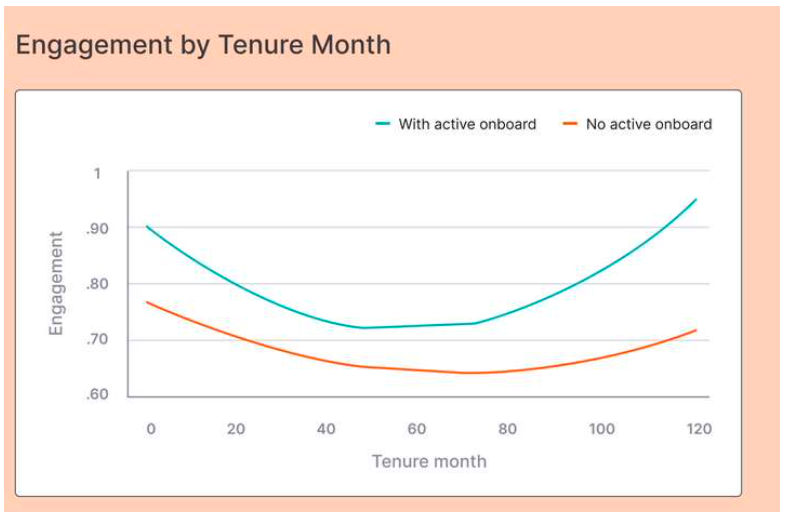 Engagement by Tenure Month
With active onboard
No active onboard
Engagement
1
.90
.80
.70
.60
0 20 40 60 80 100 120
Tenure month